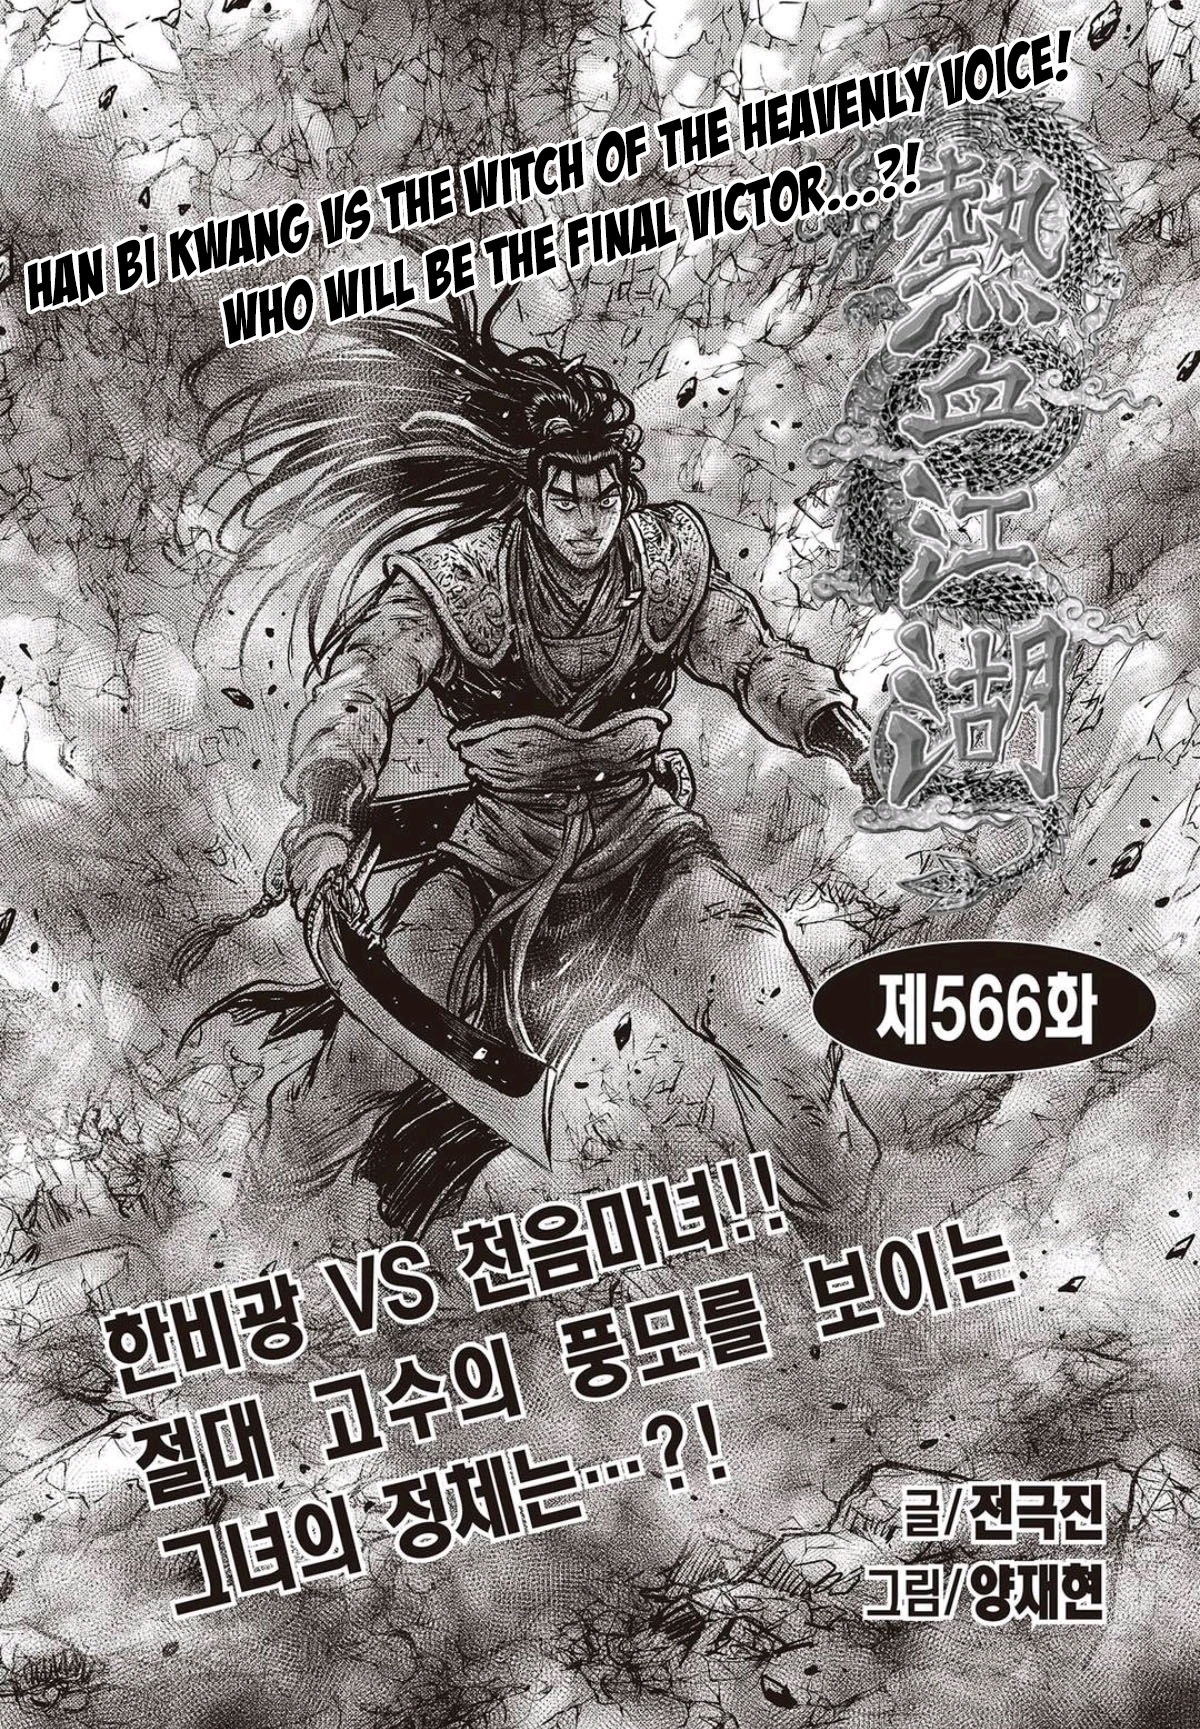 HAN BI KWANG VS THE WITCH OF THE HEAVENLY VOICE!
WHO WILL BE THE FINAL VICTOR...?!
熱血江湖
제566화
한비광 VS 천음마녀!!
절대 고수의 풍모를 보이는
그녀의 정체는…?!
글/전극진
그림/양재현